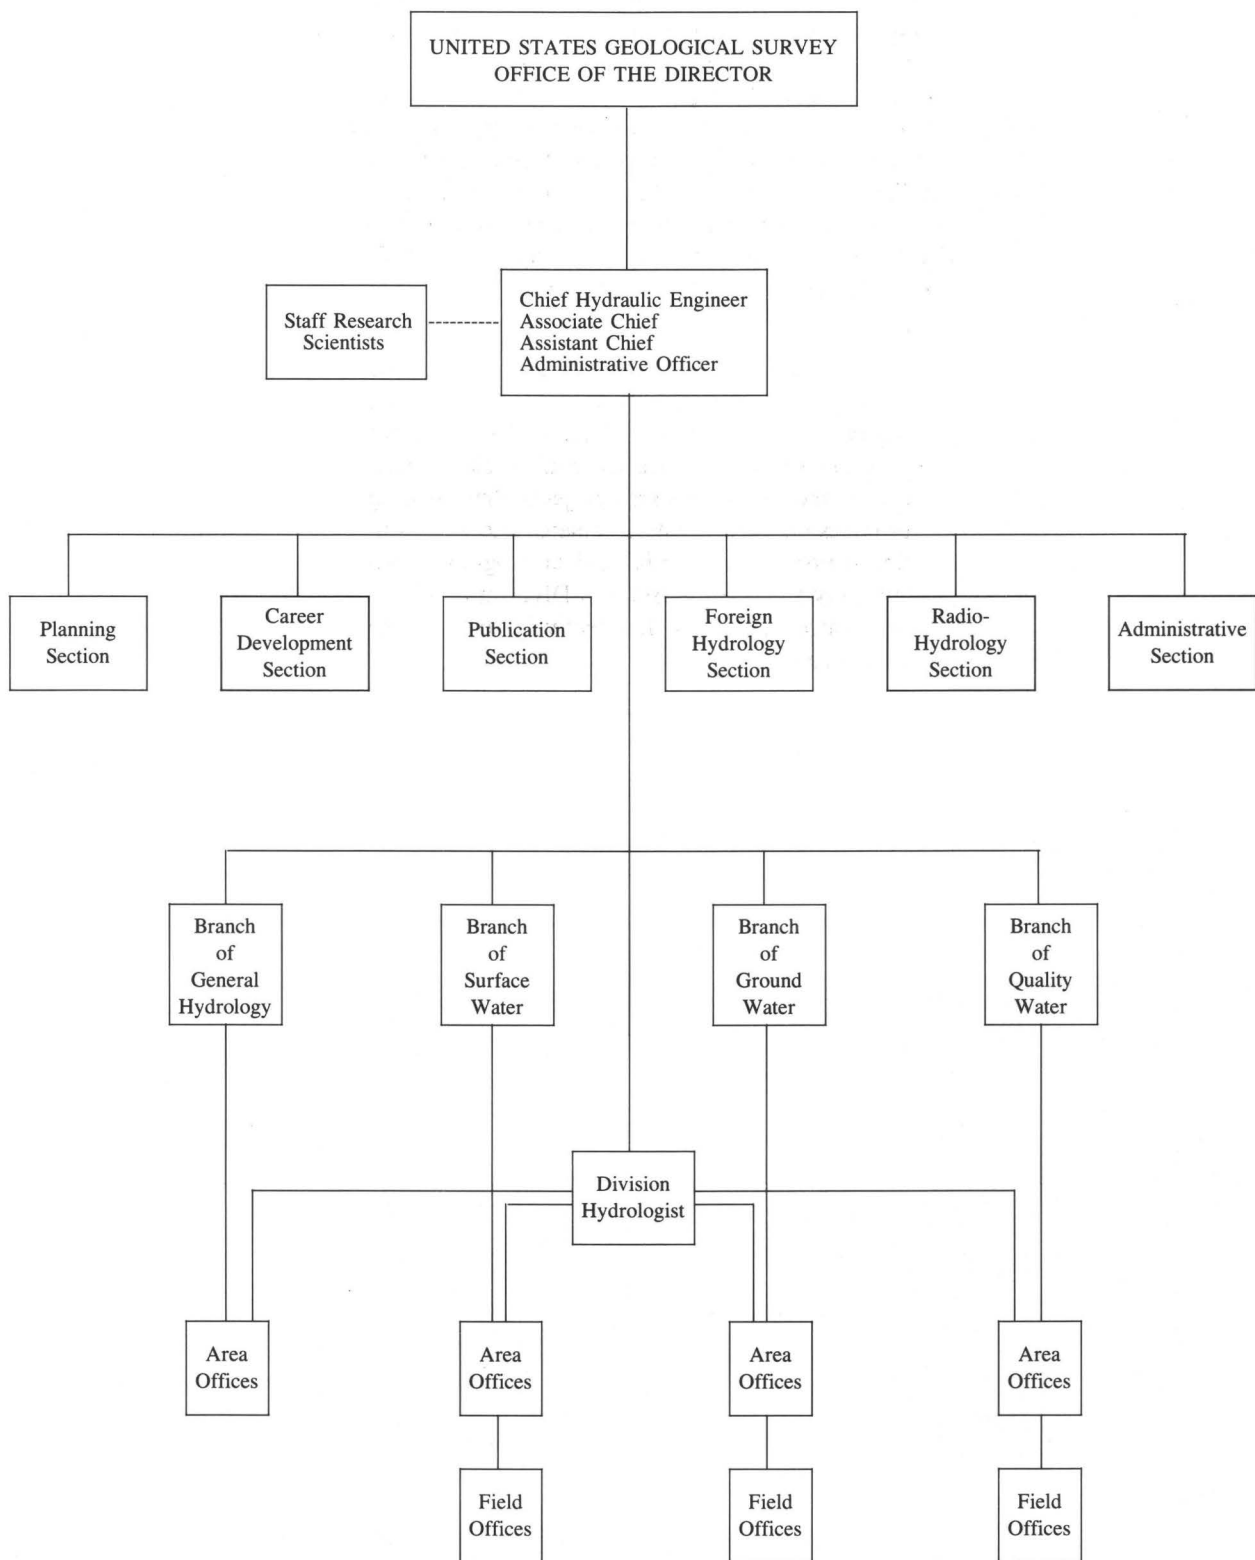 UNITED STATES GEOLOGICAL SURVEY
OFFICE OF THE DIRECTOR
Staff Research
Scientists
Chief Hydraulic Engineer
Associate Chief
Assistant Chief
Administrative Officer
Planning
Section
Career
Development
Section
Publication
Section
Foreign
Hydrology
Section
Radio-
Hydrology
Section
Administrative
Section
Branch
of
General
Hydrology
Branch
of
Surface
Water
Branch
of
Ground
Water
Branch
of
Quality
Water
Division
Hydrologist
Area
Offices
Area
Offices
Area
Offices
Area
Offices
Field
Offices
Field
Offices
Field
Offices